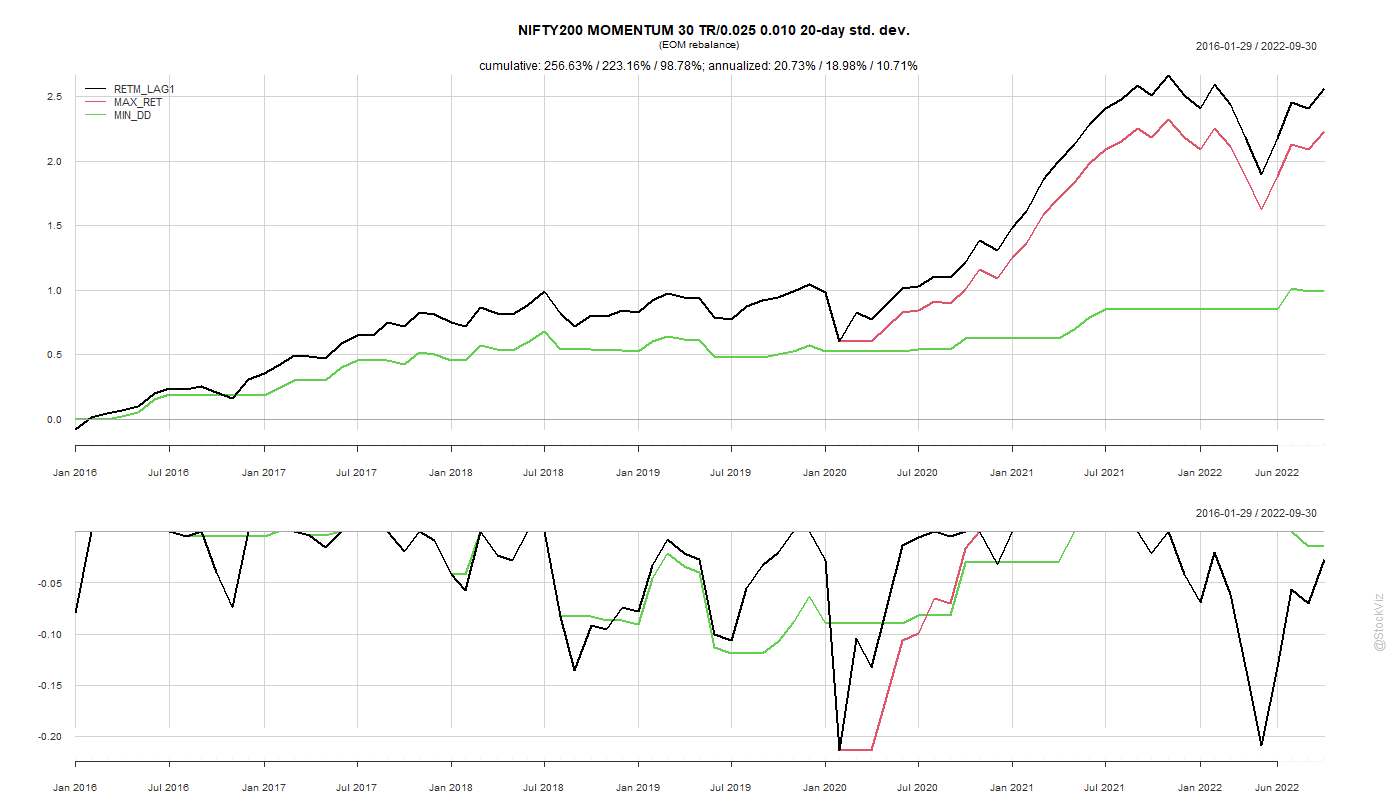 NIFTY200 MOMENTUM 30 TR/0.025 0.010 20-day std. dev.
(EOM rebalance)
2016-01-29 / 2022-09-30
cumulative: 256.63% / 223.16% / 98.78%; annualized: 20.73% / 18.98% / 10.71%
RETM_LAG1
MAX_RET
MIN_DD
2.5
2.0
1.5
1.0
0.5
0.0
Jan 2016 Jul 2016 Jan 2017 Jul 2017 Jan 2018 Jul 2018 Jan 2019 Jul 2019 Jan 2020 Jul 2020 Jan 2021 Jul 2021 Jan 2022 Jun 2022
2016-01-29 / 2022-09-30
-0.05
-0.10
-0.15
-0.20
Jan 2016 Jul 2016 Jan 2017 Jul 2017 Jan 2018 Jul 2018 Jan 2019 Jul 2019 Jan 2020 Jul 2020 Jan 2021 Jul 2021 Jan 2022 Jun 2022
@StockViz